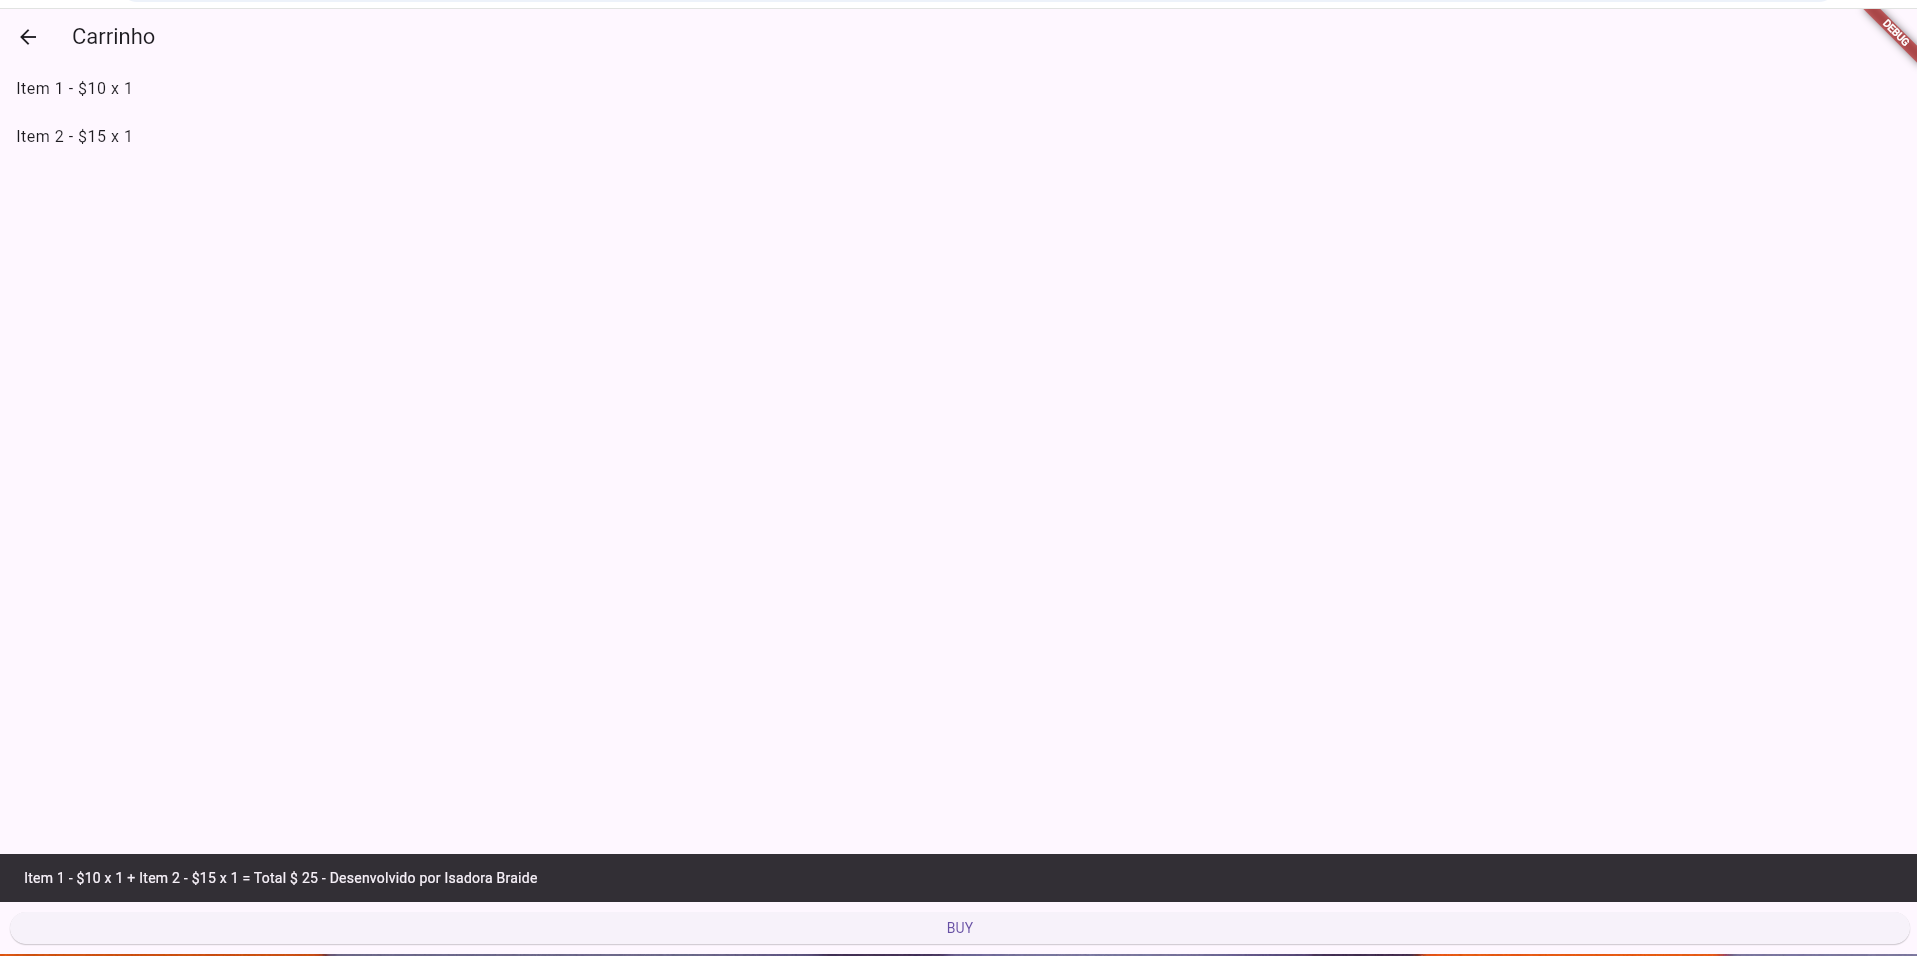 Carrinho
DEBUG
Item 1 - $10 x 1
Item 2 - $15 x 1
Item 1 - $10 x 1 + Item 2 - $15 x 1 = Total $ 25 - Desenvolvido por Isadora Braide
BUY